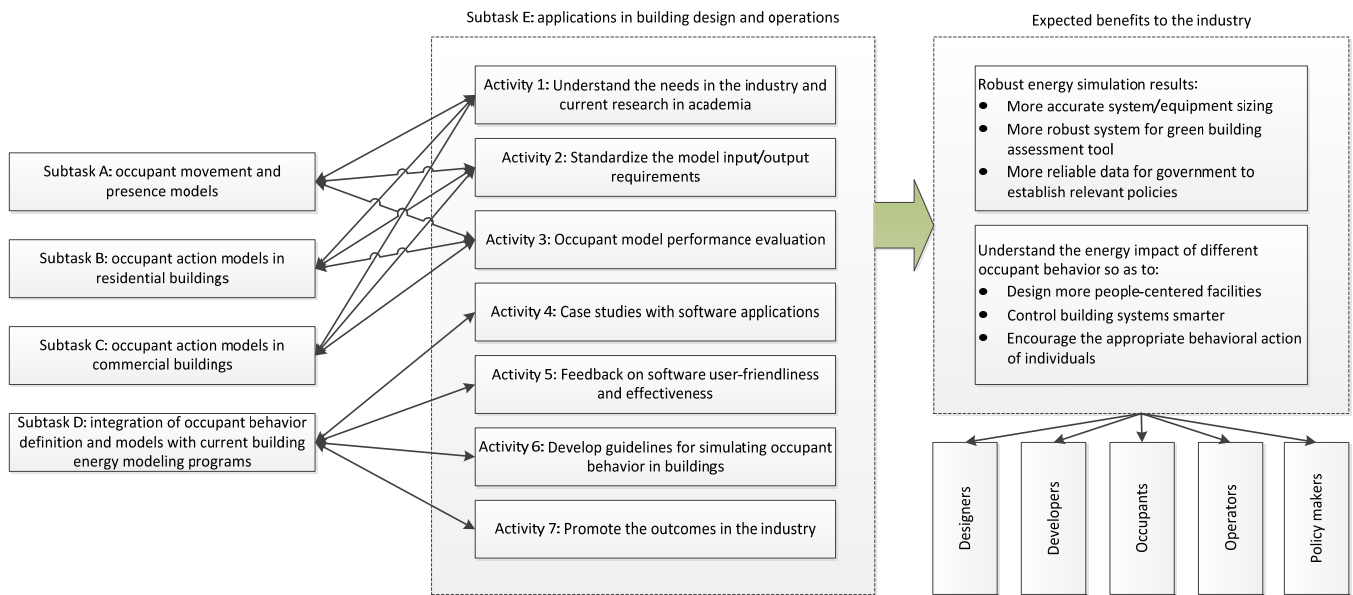 Subtask E: applications in building design and operations
Expected benefits to the industry
Subtask A: occupant movement and
presence models
Subtask B: occupant action models in
residential buildings
Subtask C: occupant action models in
commercial buildings
Subtask D: integration of occupant behavior
definition and models with current building
energy modeling programs
Activity 1: Understand the needs in the industry and
current research in academia
Activity 2: Standardize the model input/output
requirements
Activity 3: Occupant model performance evaluation
Activity 4: Case studies with software applications
Activity 5: Feedback on software user-friendliness
and effectiveness
Activity 6: Develop guidelines for simulating occupant
behavior in buildings
Activity 7: Promote the outcomes in the industry
Robust energy simulation results:
● More accurate system/equipment sizing
● More robust system for green building
assessment tool
● More reliable data for government to
establish relevant policies
Understand the energy impact of different
occupant behavior so as to:
● Design more people-centered facilities
● Control building systems smarter
● Encourage the appropriate behavioral action
of individuals
Designers
Developers
Occupants
Operators
Policy makers